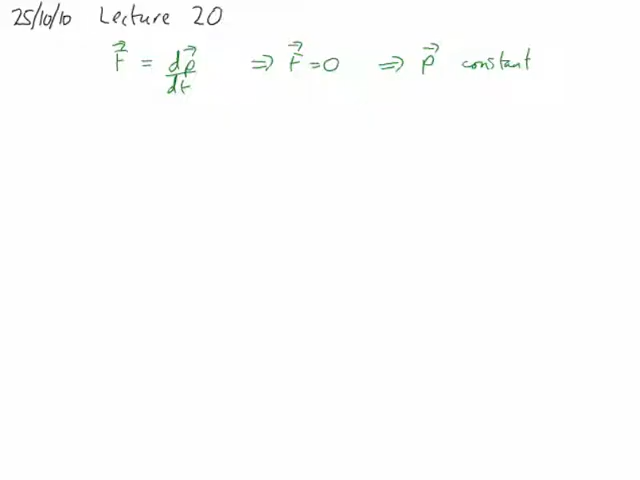 25/10/10 Lecture 20
F⃗ = dp⃗/dt ⇒ F⃗ = 0 ⇒ p⃗ constant